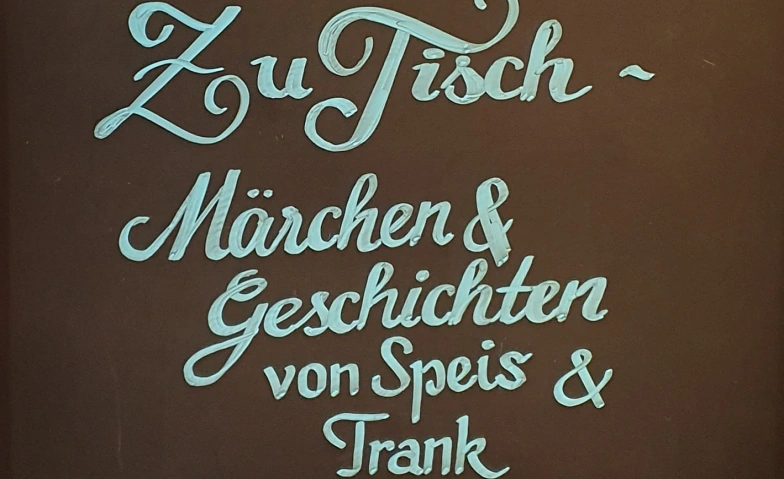 Zu Tisch ~
Märchen &
Geschichten
von Speis &
Trank